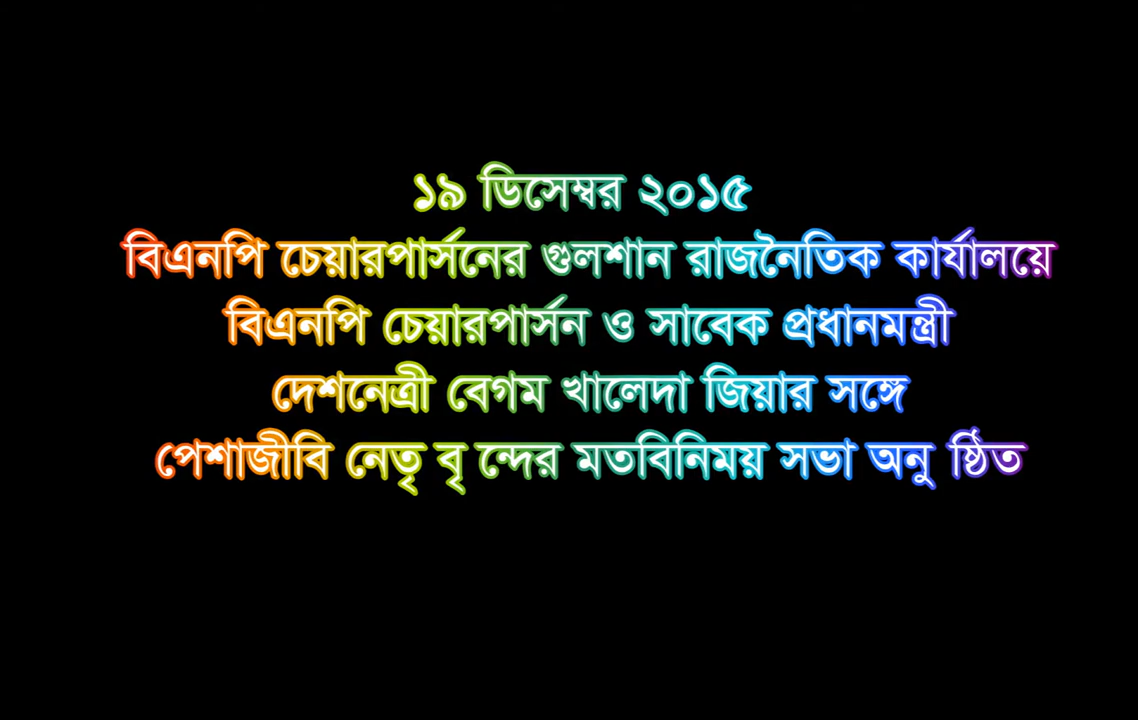 ১৯ ডিসেম্বর ২০১৫
বিএনপি চেয়ারপার্সনের গুলশান রাজনৈতিক কার্যালয়ে
বিএনপি চেয়ারপার্সন ও সাবেক প্রধানমন্ত্রী
দেশনেত্রী বেগম খালেদা জিয়ার সঙ্গে
পেশাজীবি নেতৃ বৃ ন্দের মতবিনিময় সভা অনু ষ্ঠিত